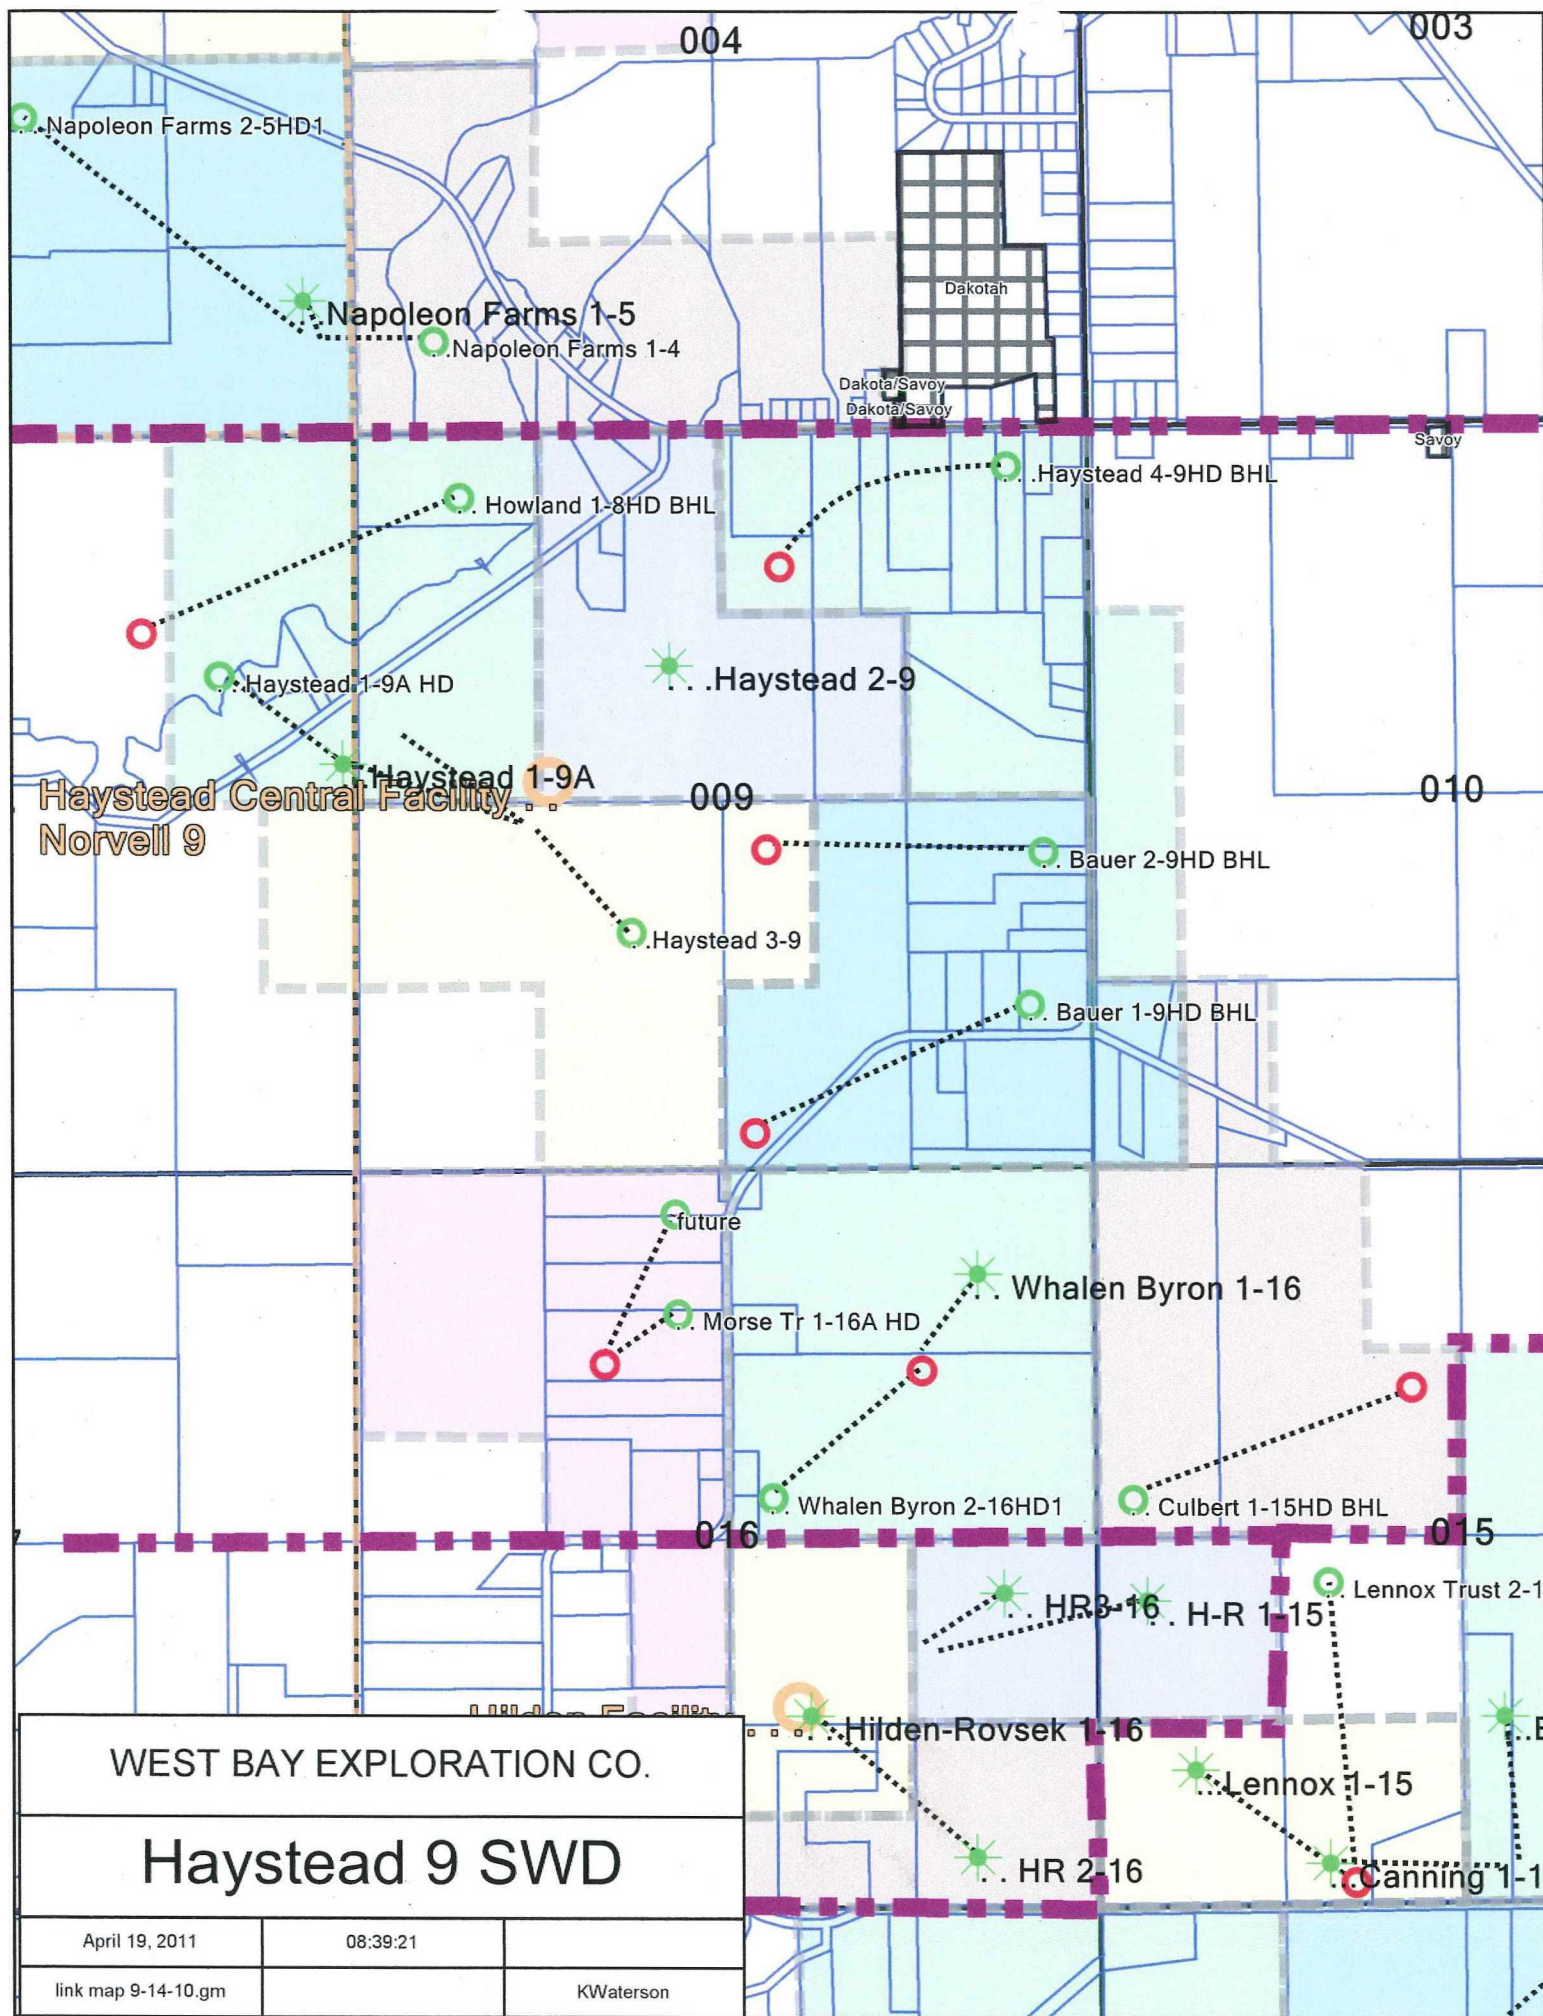 004
003
. . Napoleon Farms 2-5HD1
Napoleon Farms 1-5
. .Napoleon Farms 1-4
Dakotah
Dakota/Savoy
Dakota/Savoy
Savoy
. . .Haystead 4-9HD BHL
. . Howland 1-8HD BHL
. . .Haystead 2-9
. . Haystead 1-9A HD
.Haystead 1-9A
Haystead Central Facility . .
Norvell 9
009
010
. . Bauer 2-9HD BHL
. .Haystead 3-9
. . Bauer 1-9HD BHL
future
. . Whalen Byron 1-16
. . Morse Tr 1-16A HD
. . Whalen Byron 2-16HD1
. . Culbert 1-15HD BHL
016
015
. . Lennox Trust 2-1
. . HR3-16
. . H-R 1-15
. . Hilden-Rovsek 1-16
...Lennox 1-15
. . HR 2-16
...Canning 1-1
WEST BAY EXPLORATION CO.
Haystead 9 SWD
April 19, 2011
08:39:21
link map 9-14-10.gm
KWaterson